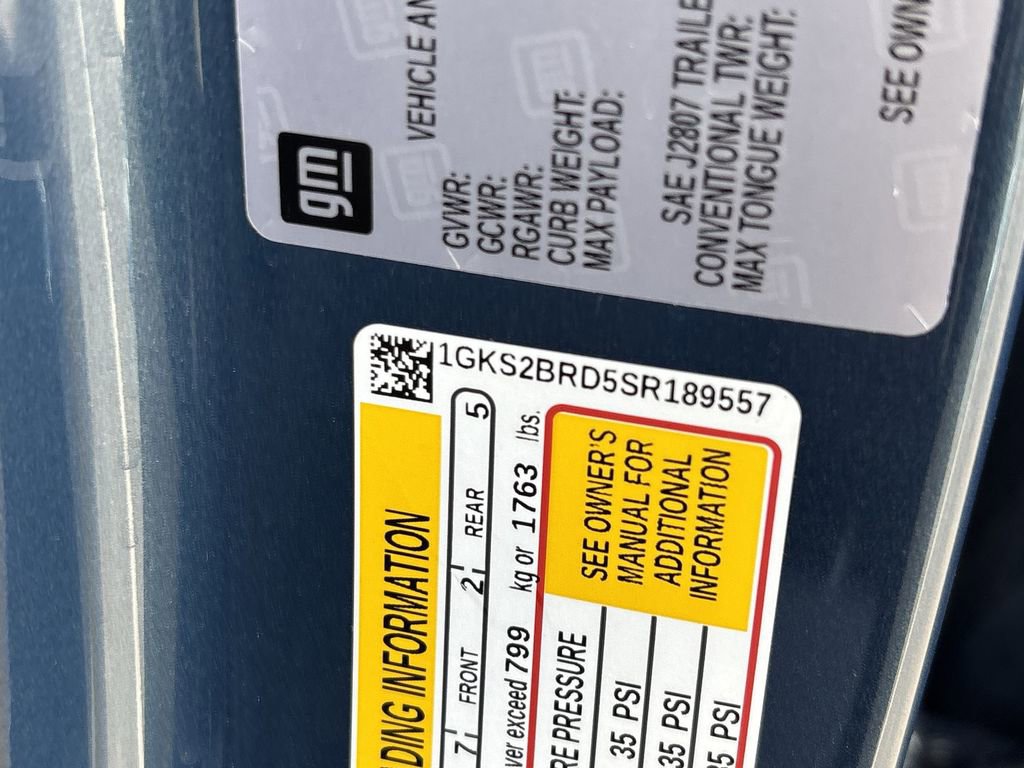 gm
VEHICLE AN
GVWR:
GCWR:
RGAWR:
CURB WEIGHT:
MAX PAYLOAD:
SAE J2807 TRAILE
CONVENTIONAL TWR:
MAX TONGUE WEIGHT:
SEE OWN
1GKS2BRD5SR189557
DING INFORMATION
7 FRONT 2 REAR 5
ver exceed 799 kg or 1763 lbs.
RE PRESSURE
35 PSI
35 PSI
35 PSI
SEE OWNER'S
MANUAL FOR
ADDITIONAL
INFORMATION